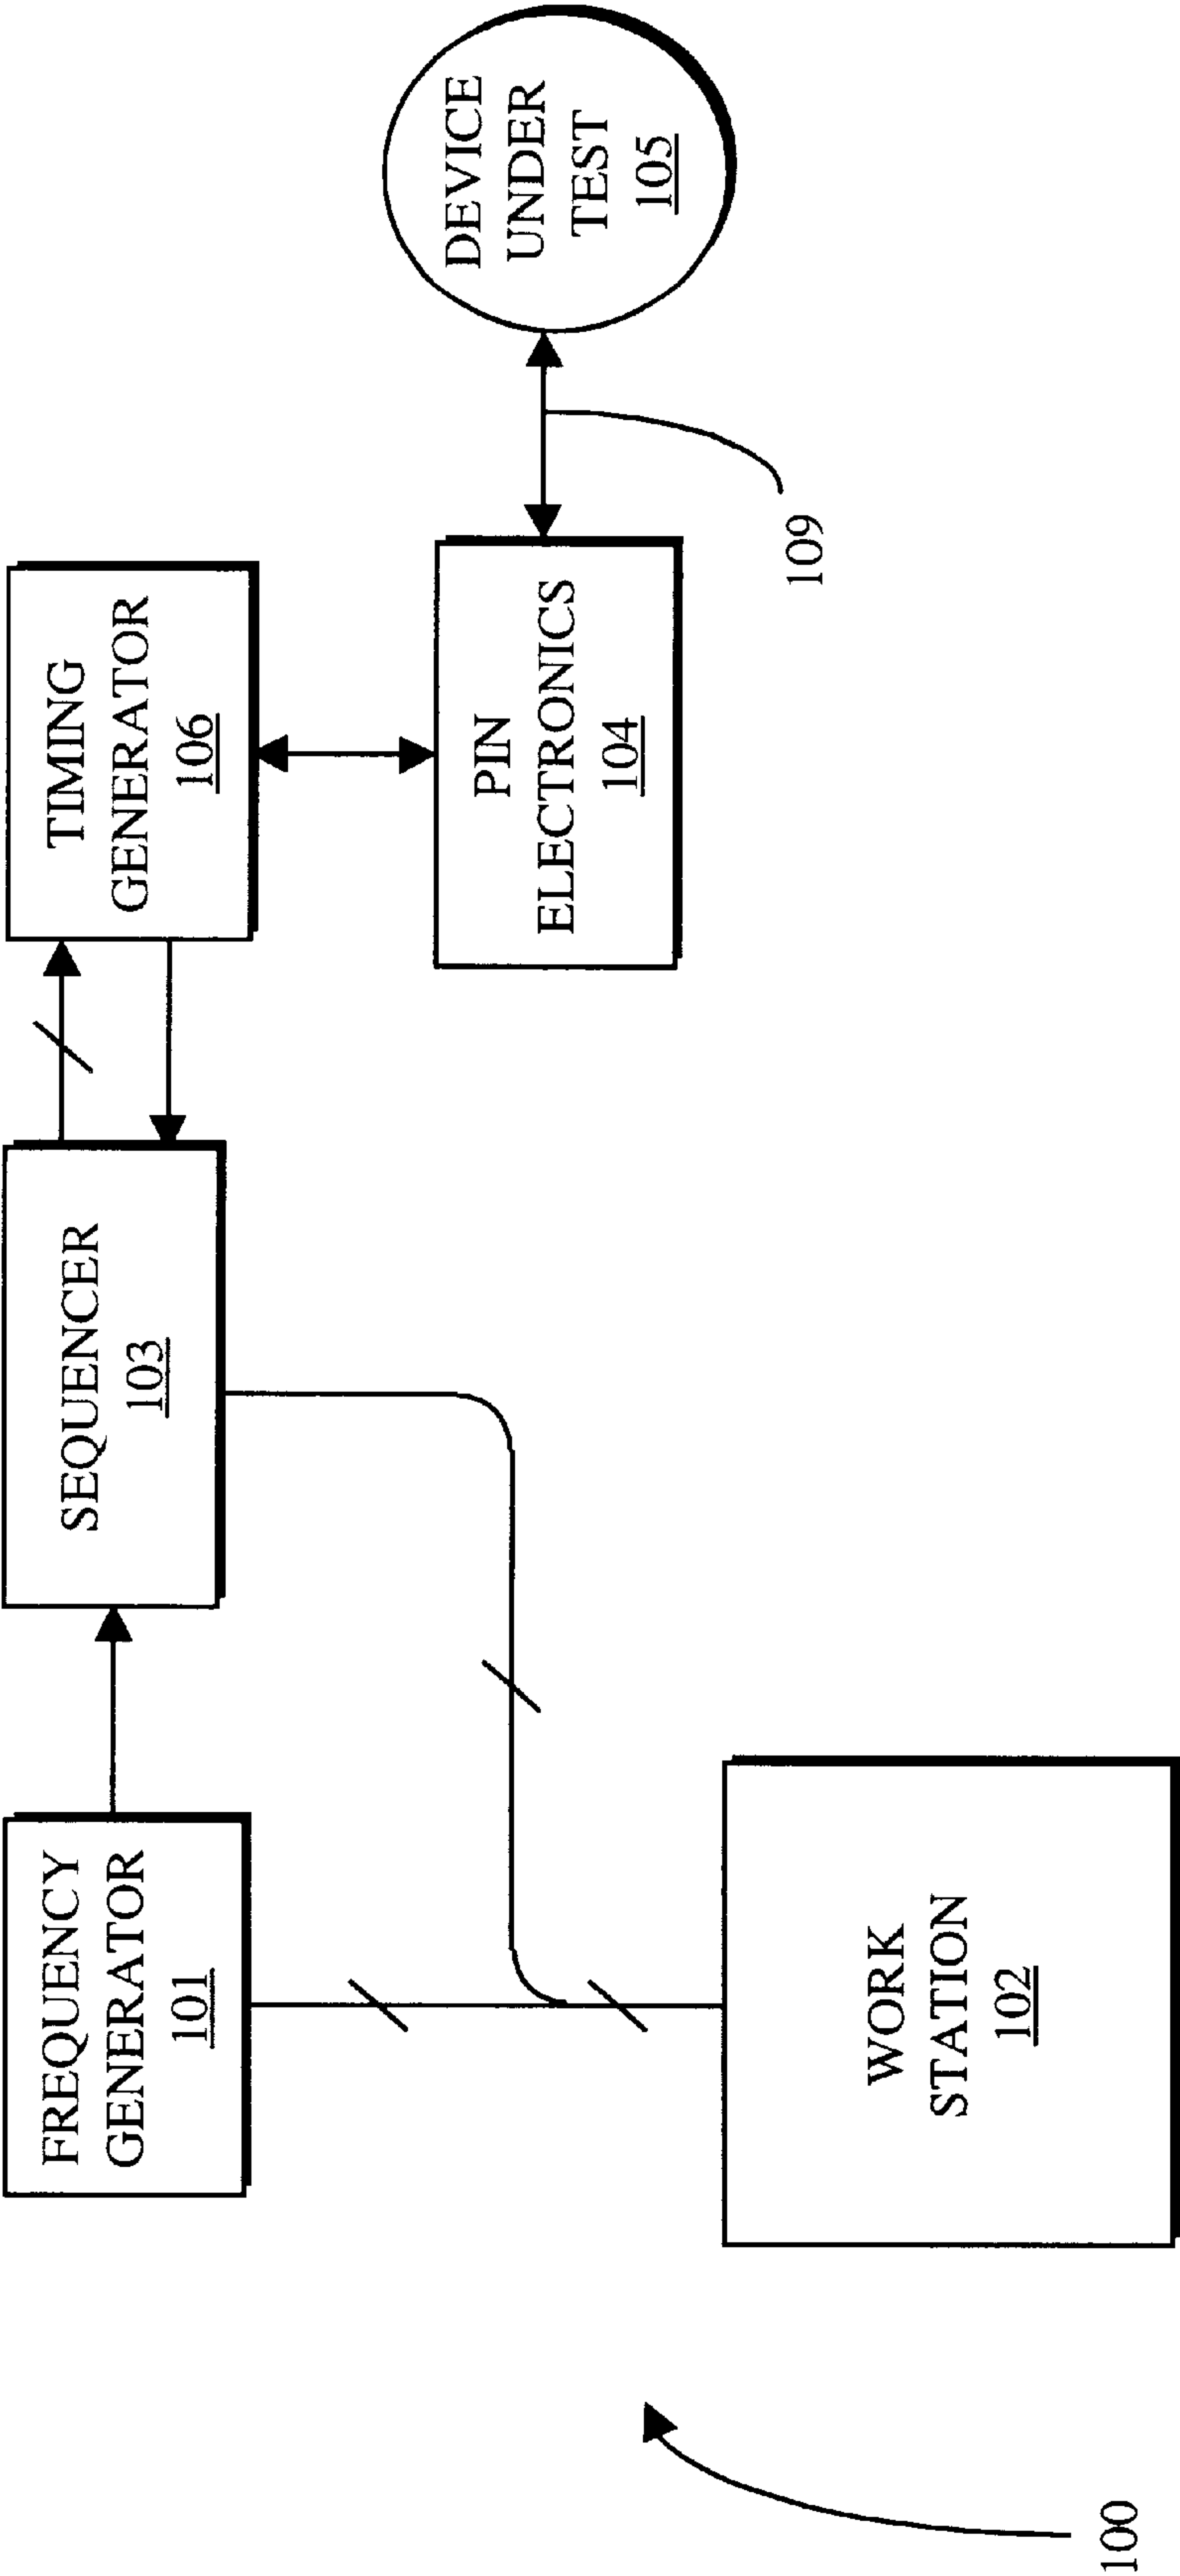 FREQUENCY
GENERATOR
101
SEQUENCER
103
TIMING
GENERATOR
106
PIN
ELECTRONICS
104
DEVICE
UNDER
TEST
105
109
WORK
STATION
102
100